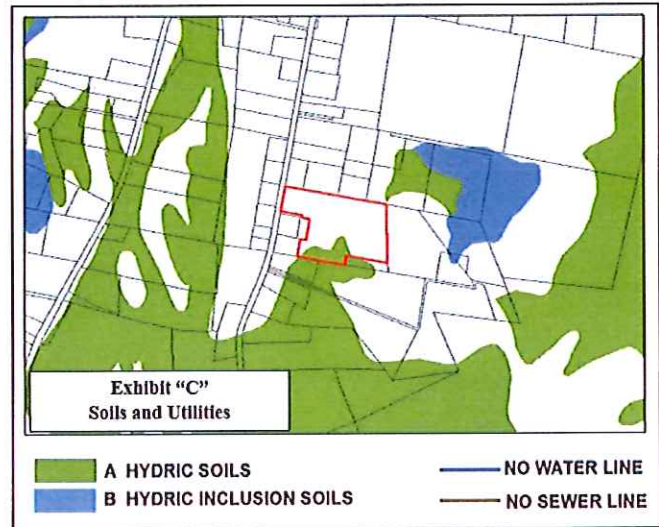 Exhibit “C”
Soils and Utilities
A HYDRIC SOILS
B HYDRIC INCLUSION SOILS
NO WATER LINE
NO SEWER LINE